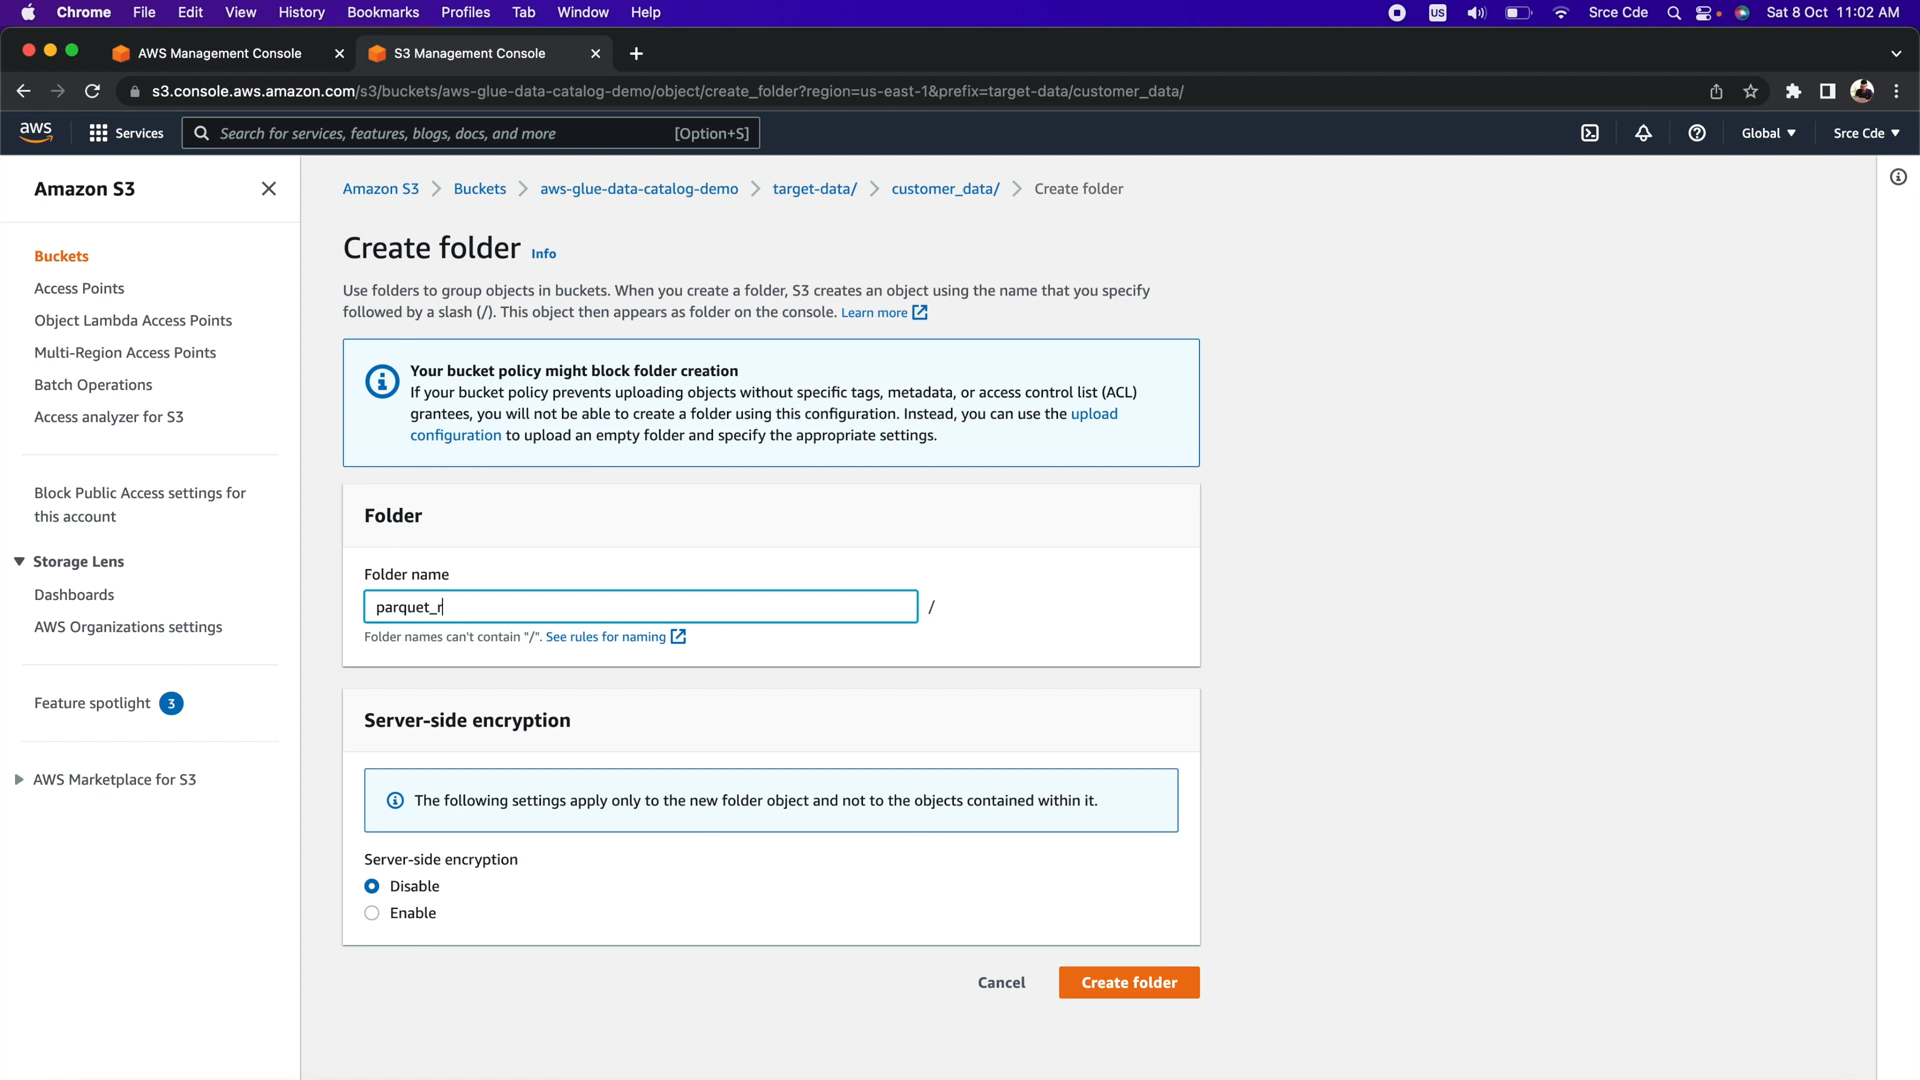 Chrome File Edit View History Bookmarks Profiles Tab Window Help US Srce Cde Sat 8 Oct 11:02 AM
AWS Management Console S3 Management Console
s3.console.aws.amazon.com/s3/buckets/aws-glue-data-catalog-demo/object/create_folder?region=us-east-1&prefix=target-data/customer_data/
aws Services Search for services, features, blogs, docs, and more [Option+S] Global Srce Cde
Amazon S3
Buckets
Access Points
Object Lambda Access Points
Multi-Region Access Points
Batch Operations
Access analyzer for S3
Block Public Access settings for
this account
Storage Lens
Dashboards
AWS Organizations settings
Feature spotlight 3
AWS Marketplace for S3
Amazon S3 Buckets aws-glue-data-catalog-demo target-data/ customer_data/ Create folder
Create folder Info
Use folders to group objects in buckets. When you create a folder, S3 creates an object using the name that you specify
followed by a slash (/). This object then appears as folder on the console. Learn more
Your bucket policy might block folder creation
If your bucket policy prevents uploading objects without specific tags, metadata, or access control list (ACL)
grantees, you will not be able to create a folder using this configuration. Instead, you can use the upload
configuration to upload an empty folder and specify the appropriate settings.
Folder
Folder name
parquet_r /
Folder names can't contain "/". See rules for naming
Server-side encryption
The following settings apply only to the new folder object and not to the objects contained within it.
Server-side encryption
Disable
Enable
Cancel Create folder